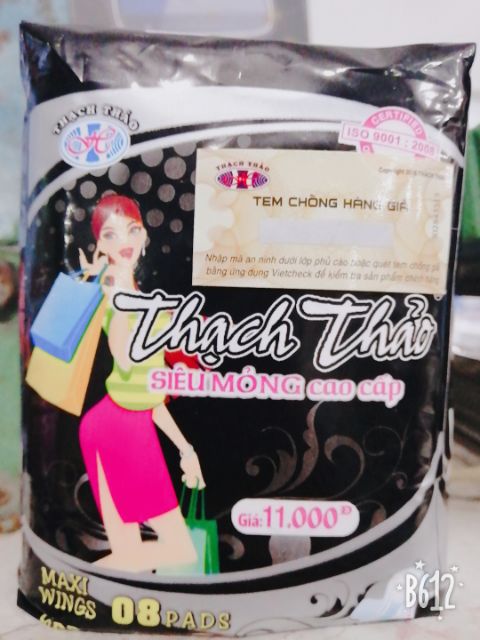 THẠCH THẢO
CERTIFIED
ISO 9001 : 2008
THẠCH THẢO
TEM CHỐNG HÀNG GIẢ
Nhập mã an ninh dưới lớp phủ cào hoặc quét tem chống giả
bằng ứng dụng Vietcheck để kiểm tra sản phẩm chính hãng
Thạch Thảo
SIÊU MỎNG cao cấp
Giá: 11.000Đ
MAXI
WINGS
08 PADS
B612